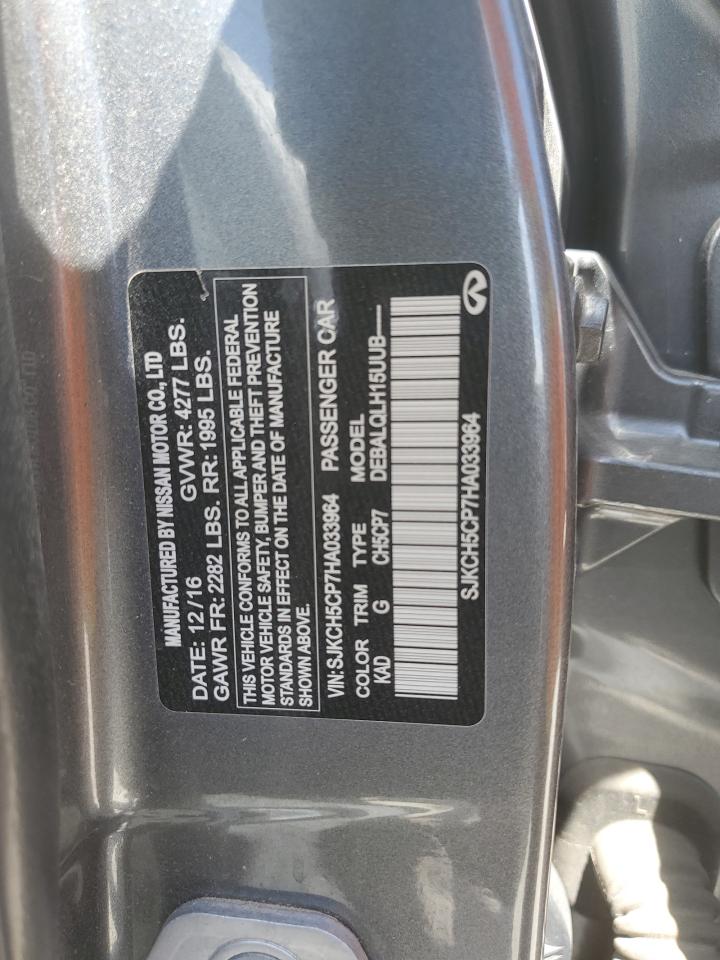 MANUFACTURED BY NISSAN MOTOR CO., LTD
DATE: 12/16 GVWR: 4277 LBS.
GAWR FR: 2282 LBS. RR: 1995 LBS.
THIS VEHICLE CONFORMS TO ALL APPLICABLE FEDERAL
MOTOR VEHICLE SAFETY, BUMPER AND THEFT PREVENTION
STANDARDS IN EFFECT ON THE DATE OF MANUFACTURE
SHOWN ABOVE.
VIN: SJKCH5CP7HA033964 PASSENGER CAR
COLOR TRIM TYPE MODEL
KAD G CH5CP7 DEBALQLH15UUB-----
SJKCH5CP7HA033964